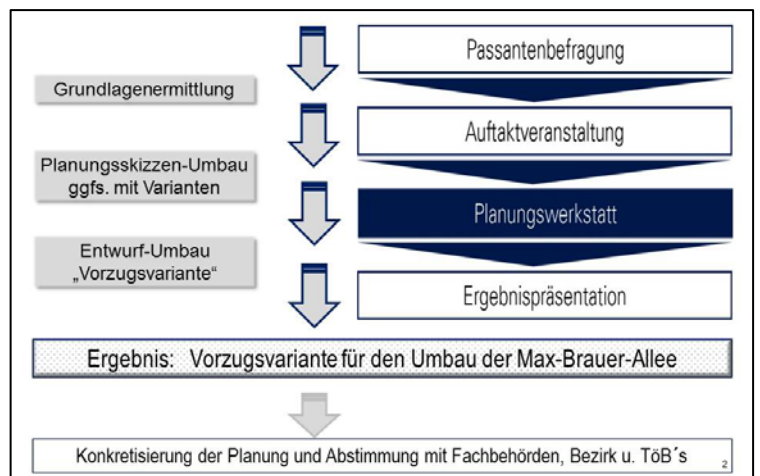 Passantenbefragung
Grundlagenermittlung
Auftaktveranstaltung
Planungsskizzen-Umbau
ggfs. mit Varianten
Planungswerkstatt
Entwurf-Umbau
„Vorzugsvariante“
Ergebnispräsentation
Ergebnis: Vorzugsvariante für den Umbau der Max-Brauer-Allee
Konkretisierung der Planung und Abstimmung mit Fachbehörden, Bezirk u. TöB´s
2